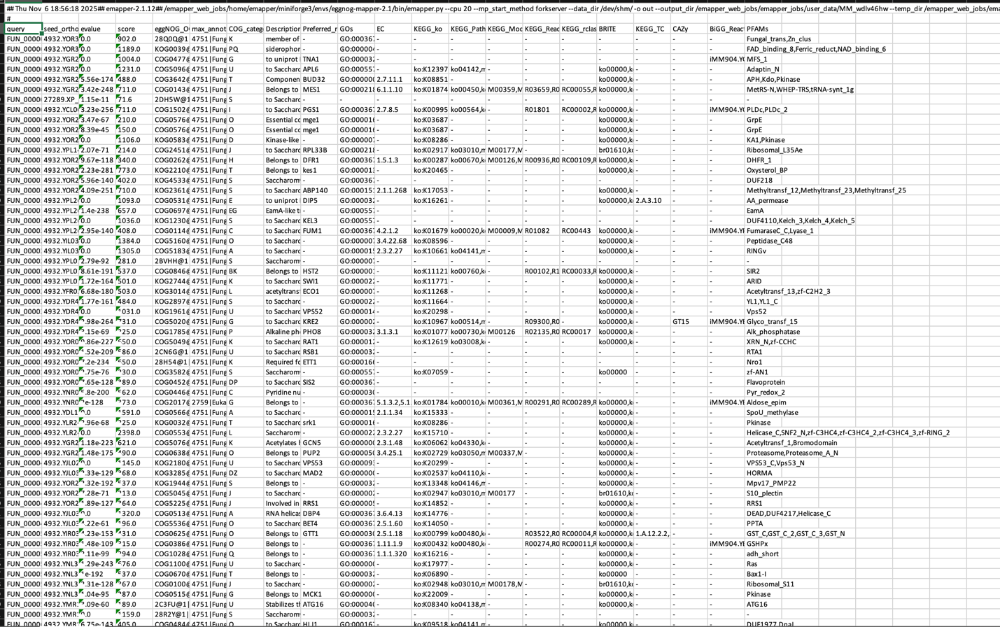 ## Thu Nov 6 18:56:18 2025## emapper-2.1.12## /emapper_web_jobs/home/emapper/miniforge3/envs/eggnog-mapper-2.1/bin/emapper.py --cpu 20 --mp_start_method forkserver --data_dir /dev/shm/ -o out --output_dir /emapper_web_jobs/emapper_jobs/user_data/MM_wdlv46hw --temp_dir /emapper_web_jobs/ema
#
query seed_ortho evalue score eggNOG_O max_annot COG_catego Description Preferred_n GOs EC KEGG_ko KEGG_Path KEGG_Moc KEGG_Reac KEGG_rclas BRITE KEGG_TC CAZy BiGG_React PFAMs
FUN_0000 4932.YOR3 0.0 902.0 28Q0Q@1 4751|Fung K member of - GO:00036 - - - - - - - - - - Fungal_trans,Zn_clus
FUN_0000 4932.YOR3 0.0 1189.0 KOG0039@ 4751|Fung PQ siderophor - GO:00003 - - - - - - - - - - FAD_binding_8,Ferric_reduct,NAD_binding_6
FUN_0000 4932.YGR2 0.0 1004.0 COG0477@ 4751|Fung G to uniprot TNA1 GO:00003 - - - - - - - - - iMM904.Y MFS_1
FUN_0000 4932.YGR2 0.0 1231.0 COG5096@ 4751|Fung U to Sacchar APL6 GO:00055 - ko:K12397 ko04142,m - - - ko00000,k - - - Adaptin_N
FUN_0000 4932.YGR2 5.56e-174 488.0 COG3642@ 4751|Fung T Componen BUD32 GO:00000 2.7.11.1 ko:K08851 - - - - ko00000,k - - - APH,Kdo,Pkinase
FUN_0000 4932.YGR2 3.42e-248 711.0 COG0143@ 4751|Fung J Belongs to MES1 GO:00021 6.1.1.10 ko:K01874 ko00450,k M00359,M R03659,R0 RC00055,R ko00000,k - - - MetRS-N,WHEP-TRS,tRNA-synt_1g
FUN_0000 27289.XP_ 1.15e-11 71.6 2DH5W@1 4751|Fung S to Sacchar - - - - - - - - - - - - -
FUN_0000 4932.YCL0 3.23e-256 711.0 COG1502@ 4751|Fung I to Sacchar PGS1 GO:00036 2.7.8.5 ko:K00995 ko00564,k - R01801 RC00002,R ko00000,k - - iMM904.Y PLDc,PLDc_2
FUN_0000 4932.YOR2 3.47e-67 210.0 COG0576@ 4751|Fung O Essential c mge1 GO:00001 - ko:K03687 - - - - ko00000,k - - - GrpE
FUN_0000 4932.YOR2 8.39e-45 150.0 COG0576@ 4751|Fung O Essential c mge1 GO:00001 - ko:K03687 - - - - ko00000,k - - - GrpE
FUN_0000 4932.YOR2 0.0 1106.0 KOG0583@ 4751|Fung D Kinase-like - GO:00000 - ko:K08286 - - - - ko00000,k - - - KA1,Pkinase
FUN_0000 4932.YPL1 2.07e-71 214.0 COG2451@ 4751|Fung J to Sacchar RPL33B GO:00021 - ko:K02917 ko03010,m M00177,M - - br01610,k - - - Ribosomal_L35Ae
FUN_0000 4932.YOR2 9.67e-118 340.0 COG0262@ 4751|Fung H Belongs to DFR1 GO:00036 1.5.1.3 ko:K00287 ko00670,k M00126,M R00936,R0 RC00109,R ko00000,k - - iMM904.Y DHFR_1
FUN_0000 4932.YOR2 2.23e-281 773.0 KOG2210@ 4751|Fung T Belongs to kes1 GO:00001 - ko:K20465 - - - - ko00000,k - - - Oxysterol_BP
FUN_0000 4932.YOR2 5.96e-140 402.0 KOG4533@ 4751|Fung S Saccharom - GO:00036 - - - - - - - - - - DUF218
FUN_0000 4932.YOR2 4.09e-251 710.0 KOG2361@ 4751|Fung S to Sacchar ABP140 GO:00015 2.1.1.268 ko:K17053 - - - - ko00000,k - - - Methyltransf_12,Methyltransf_23,Methyltransf_25
FUN_0000 4932.YPL2 0.0 1093.0 COG0531@ 4751|Fung E to uniprot DIP5 GO:00036 - ko:K16261 - - - - ko00000,k 2.A.3.10 - - AA_permease
FUN_0000 4932.YPL2 1.4e-238 657.0 COG0697@ 4751|Fung EG EamA-like t - GO:00055 - - - - - - - - - - EamA
FUN_0000 4932.YPL2 0.0 1036.0 KOG1230@ 4751|Fung S to Sacchar KEL3 GO:00055 - - - - - - - - - - DUF4110,Kelch_3,Kelch_4,Kelch_5
FUN_0000 4932.YPL2 2.95e-140 408.0 COG0114@ 4751|Fung C to Sacchar FUM1 GO:00036 4.2.1.2 ko:K01679 ko00020,k M00009,M R01082 RC00443 ko00000,k - - iMM904.Y FumaraseC_C,Lyase_1
FUN_0000 4932.YIL03 0.0 1384.0 COG5160@ 4751|Fung O to Sacchar - GO:00000 3.4.22.68 ko:K08596 - - - - ko00000,k - - - Peptidase_C48
FUN_0000 4932.YIL03 0.0 1305.0 COG5183@ 4751|Fung A to Sacchar - GO:00015 2.3.2.27 ko:K10661 ko04141,m - - - ko00000,k - - - RINGv
FUN_0000 4932.YPL0 2.79e-92 281.0 2BVHH@1 4751|Fung S Saccharom - GO:00001 - - - - - - - - - - -
FUN_0000 4932.YPL0 8.61e-191 537.0 COG0846@ 4751|Fung BK Belongs to HST2 GO:00001 - ko:K11121 ko00760,k - R00102,R1 RC00033,R ko00000,k - - - SIR2
FUN_0000 4932.YPL0 1.72e-164 501.0 KOG2744@ 4751|Fung K to Sacchar SWI1 GO:00002 - ko:K11771 - - - - ko00000,k - - - ARID
FUN_0000 4932.YFR0 6.68e-180 503.0 KOG3014@ 4751|Fung L acetyltrans ECO1 GO:00002 - ko:K11268 - - - - ko00000,k - - - Acetyltransf_13,zf-C2H2_3
FUN_0000 4932.YDR4 1.77e-161 484.0 KOG2897@ 4751|Fung S to Sacchar - GO:00002 - ko:K11664 - - - - ko00000,k - - - YL1,YL1_C
FUN_0000 4932.YDR4 0.0 031.0 KOG1961@ 4751|Fung U to Sacchar VPS52 GO:00001 - ko:K20298 - - - - ko00000,k - - - Vps52
FUN_0000 4932.YDR4 .98e-264 31.0 COG5020@ 4751|Fung G to Sacchar KRE2 GO:00000 - ko:K10967 ko00514,m - R09300,R0 - ko00000,k - GT15 iMM904.Y Glyco_transf_15
FUN_0000 4932.YDR4 .15e-69 25.0 COG1785@ 4751|Fung P Alkaline ph PHO8 GO:00003 3.1.3.1 ko:K01077 ko00730,k M00126 R02135,R0 RC00017 ko00000,k - - iMM904.Y Alk_phosphatase
FUN_0000 4932.YOR0 .86e-227 50.0 COG5049@ 4751|Fung K to Sacchar RAT1 GO:00001 - ko:K12619 ko03008,k - - - ko00000,k - - - XRN_N,zf-CCHC
FUN_0000 4932.YOR0 .52e-209 86.0 2CN6G@1 4751|Fung U to Sacchar RSB1 GO:00003 - - - - - - - - - - RTA1
FUN_0000 4932.YOR0 .2e-234 50.0 28H54@1 4751|Fung K Required fo ETT1 GO:00016 - - - - - - - - - - Nro1
FUN_0000 4932.YOR0 .75e-76 30.0 COG3582@ 4751|Fung S Saccharom - GO:00055 - ko:K07059 - - - - ko00000 - - - zf-AN1
FUN_0000 4932.YOR0 .65e-128 89.0 COG0452@ 4751|Fung DP to Sacchar SIS2 GO:00036 - - - - - - - - - - Flavoprotein
FUN_0000 4932.YNR0 .8e-200 62.0 COG0446@ 4751|Fung C Pyridine nu - GO:00003 - - - - - - - - - - Pyr_redox_2
FUN_0000 4932.YNR0 e-128 73.0 COG2017@ 2759|Euka G Belongs to - GO:00036 5.1.3.2,5.1. ko:K01784 ko00010,k M00361,M R00291,R0 RC00289,R ko00000,k - - iMM904.Y Aldose_epim
FUN_0000 4932.YDL1 .0 591.0 COG0566@ 4751|Fung A to Sacchar - GO:00015 2.1.1.34 ko:K15333 - - - - ko00000,k - - - SpoU_methylase
FUN_0000 4932.YLR2 .96e-68 25.0 KOG0032@ 4751|Fung T to Sacchar srk1 GO:00001 - ko:K08286 - - - - ko00000,k - - - Pkinase
FUN_0000 4932.YLR2 0.0 2398.0 COG0553@ 4751|Fung L Saccharom - GO:00000 2.3.2.27 ko:K15710 - - - - ko00000,k - - - Helicase_C,SNF2_N,zf-C3HC4,zf-C3HC4_2,zf-C3HC4_3,zf-RING_2
FUN_0000 4932.YGR2 1.18e-223 621.0 COG5076@ 4751|Fung K Acetylates GCN5 GO:00000 2.3.1.48 ko:K06062 ko04330,k - - - ko00000,k - - - Acetyltransf_1,Bromodomain
FUN_0000 4932.YGR2 1.48e-175 90.0 COG0638@ 4751|Fung O Belongs to PUP2 GO:00005 3.4.25.1 ko:K02729 ko03050,m M00337,M - - ko00000,k - - - Proteasome,Proteasome_A_N
FUN_0000 4932.YJL02 .0 145.0 KOG2180@ 4751|Fung U to Sacchar VPS53 GO:00009 - ko:K20299 - - - - ko00000,k - - - VPS53_C,Vps53_N
FUN_0000 4932.YJL03 .33e-129 68.0 KOG3285@ 4751|Fung DZ to Sacchar MAD2 GO:00000 - ko:K02537 ko04110,k - - - ko00000,k - - - HORMA
FUN_0000 4932.YOR2 .32e-192 37.0 KOG1944@ 4751|Fung S Belongs to - GO:00003 - ko:K13348 ko04146,m - - - ko00000,k - - - Mpv17_PMP22
FUN_0000 4932.YOR2 .28e-71 13.0 COG5045@ 4751|Fung J Belongs to - GO:00003 - ko:K02947 ko03010,m M00177 - - br01610,k - - - S10_plectin
FUN_0000 4932.YOR2 .89e-127 64.0 COG5225@ 4751|Fung J Involved in RRS1 GO:00005 - ko:K14852 - - - - ko00000,k - - - RRS1
FUN_0000 4932.YJL03 .0 320.0 COG0513@ 4751|Fung A RNA helicas DBP4 GO:00000 3.6.4.13 ko:K14776 - - - - ko00000,k - - - DEAD,DUF4217,Helicase_C
FUN_0000 4932.YJL03 .22e-61 96.0 COG5536@ 4751|Fung O to Sacchar BET4 GO:00003 2.5.1.60 ko:K14050 - - - - ko00000,k - - - PPTA
FUN_0000 4932.YIR03 .23e-153 31.0 COG0625@ 4751|Fung O Belongs to GTT1 GO:00003 2.5.1.18 ko:K00799 ko00480,k - R03522,R0 RC00004,R ko00000,k 1.A.12.2.2, - - GST_C,GST_C_2,GST_C_3,GST_N
FUN_0000 4932.YIR03 .48e-109 15.0 COG0386@ 4751|Fung O Belongs to - GO:00003 1.11.1.9 ko:K00432 ko00480,k - R00274,R0 RC00011,R ko00000,k - - iMM904.Y GSHPx
FUN_0000 4932.YIR03 .11e-99 94.0 COG1028@ 4751|Fung Q Belongs to - GO:00036 1.1.1.320 ko:K16216 - - - - ko00000,k - - - adh_short
FUN_0000 4932.YNL3 .29e-243 76.0 COG1100@ 4751|Fung U to Sacchar - GO:00000 - ko:K17977 - - - - ko00000,k - - - Ras
FUN_0000 4932.YNL3 e-192 37.0 COG0670@ 4751|Fung T Belongs to - GO:00000 - ko:K06890 - - - - ko00000 - - - Bax1-I
FUN_0000 4932.YNL3 .31e-128 67.0 COG0100@ 4751|Fung J to Sacchar - GO:00000 - ko:K02948 ko03010,m M00178,M - - br01610,k - - - Ribosomal_S11
FUN_0000 4932.YNL3 .04e-95 87.0 COG0515@ 4751|Fung G Belongs to MCK1 GO:00000 - ko:K22009 - - - - ko00000,k - - - Pkinase
FUN_0000 4932.YMR .09e-60 89.0 2C3FU@1| 4751|Fung U Stabilizes t ATG16 GO:00004 - ko:K08340 ko04138,m - - - ko00000,k - - - ATG16
FUN_0000 4932.YMR .0 159.0 28R2Y@1| 4751|Fung S Saccharom - GO:00000 - - - - - - - - - - -
FUN_0000 4932.YMR 6.75e-143 405.0 COG0484@ 4751|Fung O to Sacchar HLJ1 GO:00016 - ko:K09518 ko04141,m - - - ko00000,k - - - DUF1977,DnaJ